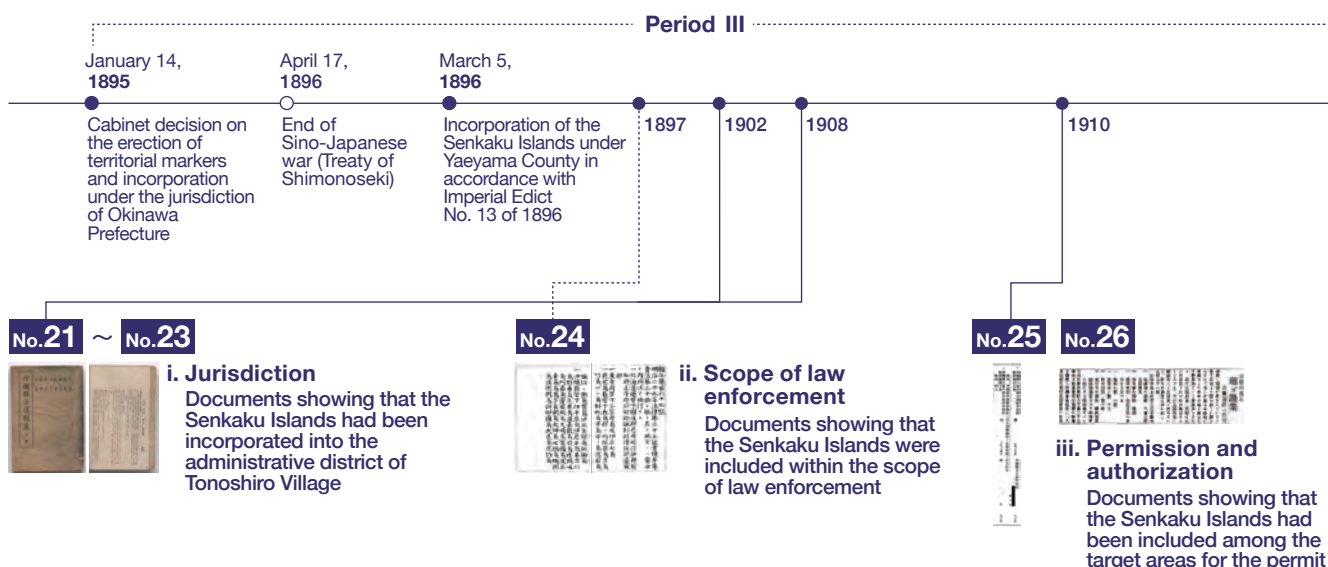 Period III
January 14,
1895
April 17,
1896
March 5,
1896
Cabinet decision on
the erection of
territorial markers
and incorporation
under the jurisdiction
of Okinawa
Prefecture
End of
Sino-Japanese
war (Treaty of
Shimonoseki)
Incorporation of the
Senkaku Islands under
Yaeyama County in
accordance with
Imperial Edict
No. 13 of 1896
1897
1902
1908
1910
No.21 ～ No.23
i. Jurisdiction
Documents showing that the
Senkaku Islands had been
incorporated into the
administrative district of
Tonoshiro Village
No.24
ii. Scope of law
enforcement
Documents showing that
the Senkaku Islands were
included within the scope
of law enforcement
No.25
No.26
iii. Permission and
authorization
Documents showing that
the Senkaku Islands had
been included among the
target areas for the permit